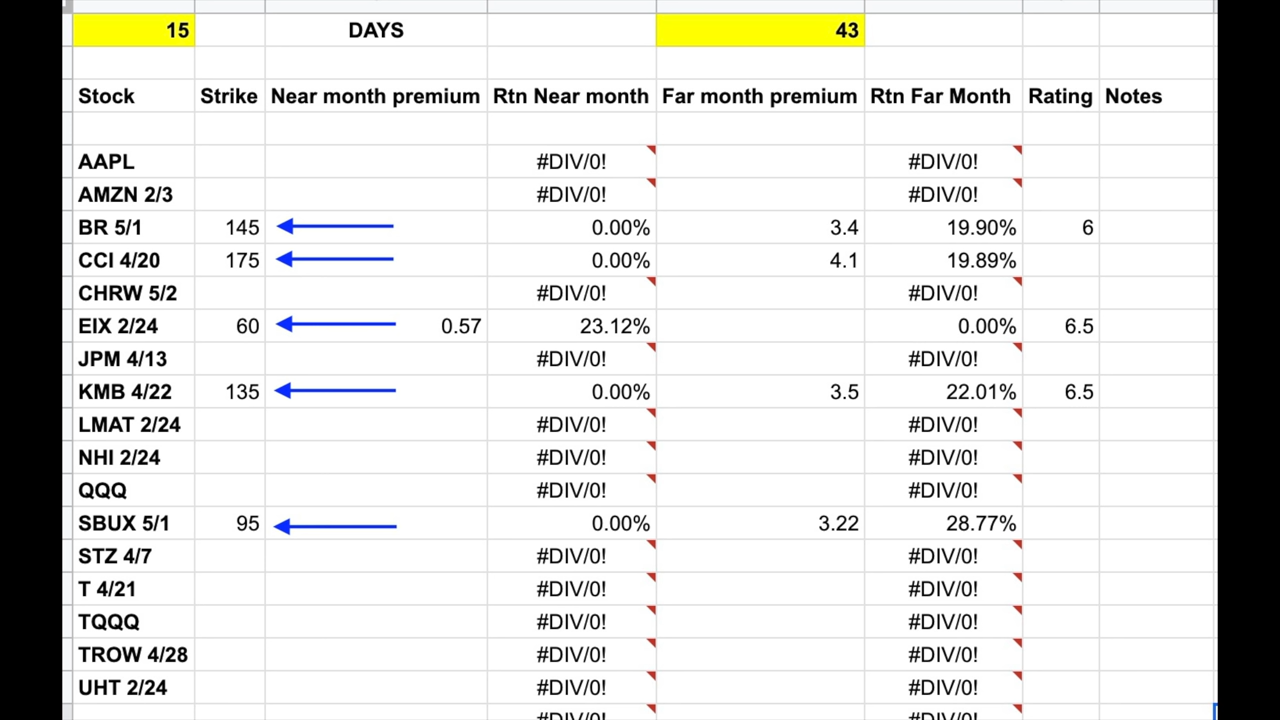 15 DAYS 43
Stock Strike Near month premium Rtn Near month Far month premium Rtn Far Month Rating Notes
AAPL #DIV/0! #DIV/0!
AMZN 2/3 #DIV/0! #DIV/0!
BR 5/1 145 0.00% 3.4 19.90% 6
CCI 4/20 175 0.00% 4.1 19.89%
CHRW 5/2 #DIV/0! #DIV/0!
EIX 2/24 60 0.57 23.12% 0.00% 6.5
JPM 4/13 #DIV/0! #DIV/0!
KMB 4/22 135 0.00% 3.5 22.01% 6.5
LMAT 2/24 #DIV/0! #DIV/0!
NHI 2/24 #DIV/0! #DIV/0!
QQQ #DIV/0! #DIV/0!
SBUX 5/1 95 0.00% 3.22 28.77%
STZ 4/7 #DIV/0! #DIV/0!
T 4/21 #DIV/0! #DIV/0!
TQQQ #DIV/0! #DIV/0!
TROW 4/28 #DIV/0! #DIV/0!
UHT 2/24 #DIV/0! #DIV/0!
#DIV/0! #DIV/0!